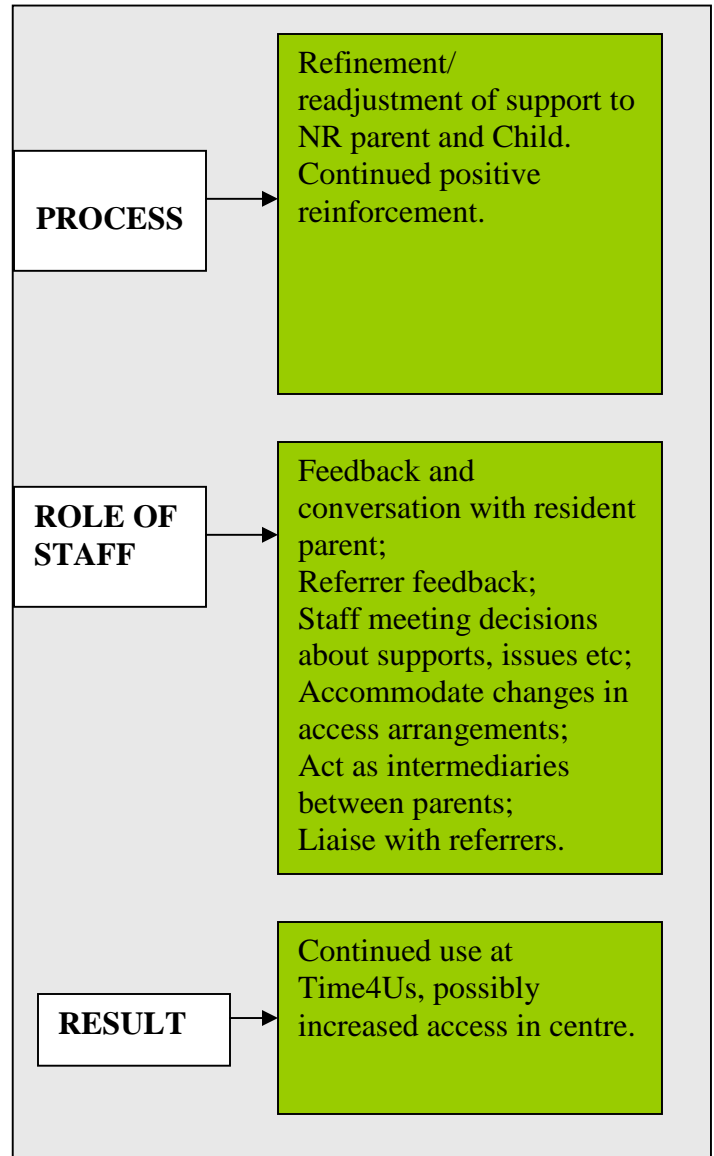 PROCESS
Refinement/
readjustment of support to
NR parent and Child.
Continued positive
reinforcement.
ROLE OF
STAFF
Feedback and
conversation with resident
parent;
Referrer feedback;
Staff meeting decisions
about supports, issues etc;
Accommodate changes in
access arrangements;
Act as intermediaries
between parents;
Liaise with referrers.
RESULT
Continued use at
Time4Us, possibly
increased access in centre.